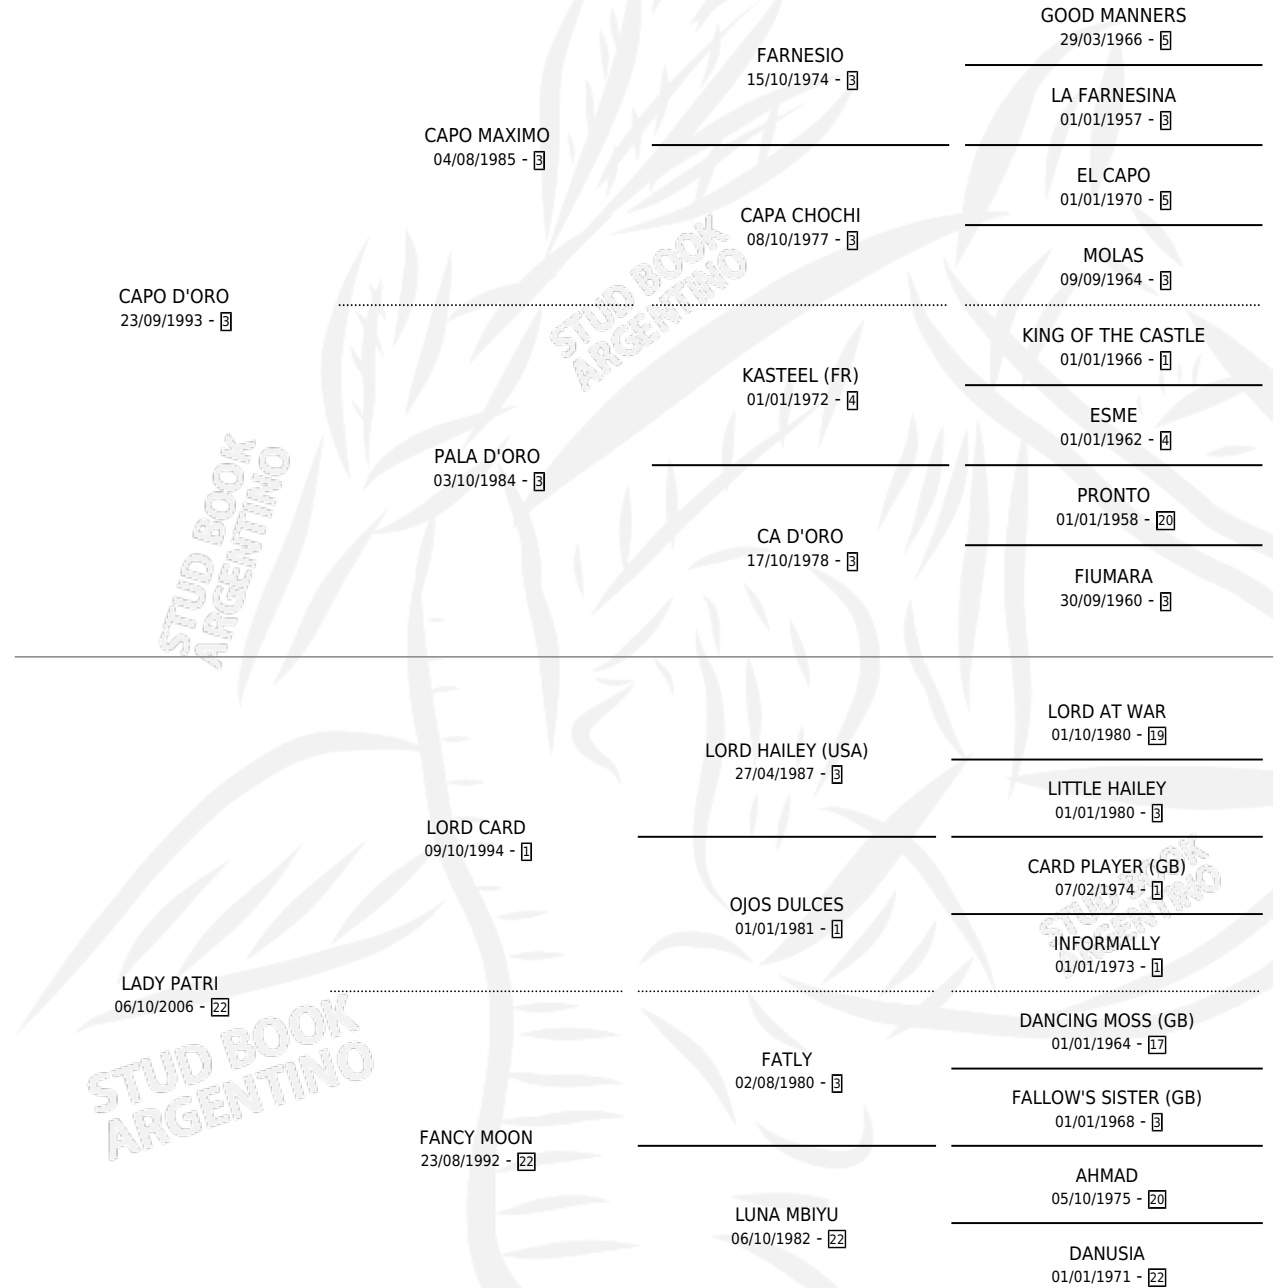 GOOD MANNERS
29/03/1966 - 5
FARNESIO
15/10/1974 - 3
LA FARNESINA
01/01/1957 - 3
CAPO MAXIMO
04/08/1985 - 3
EL CAPO
01/01/1970 - 5
CAPA CHOCHI
08/10/1977 - 3
MOLAS
09/09/1964 - 3
CAPO D'ORO
23/09/1993 - 3
STUD BOOK
ARGENTINO
KING OF THE CASTLE
01/01/1966 - 1
KASTEEL (FR)
01/01/1972 - 4
ESME
01/01/1962 - 4
PALA D'ORO
03/10/1984 - 3
PRONTO
01/01/1958 - 20
CA D'ORO
17/10/1978 - 3
FIUMARA
30/09/1960 - 3
STUD BOOK
ARGENTINO
LORD AT WAR
01/10/1980 - 19
LORD HAILEY (USA)
27/04/1987 - 3
LITTLE HAILEY
01/01/1980 - 3
LORD CARD
09/10/1994 - 1
CARD PLAYER (GB)
07/02/1974 - 1
OJOS DULCES
01/01/1981 - 1
STUD BOOK
ARGENTINO
INFORMALLY
01/01/1973 - 1
LADY PATRI
06/10/2006 - 22
DANCING MOSS (GB)
01/01/1964 - 17
FATLY
02/08/1980 - 3
FALLOW'S SISTER (GB)
01/01/1968 - 3
STUD BOOK
ARGENTINO
FANCY MOON
23/08/1992 - 22
AHMAD
05/10/1975 - 20
LUNA MBIYU
06/10/1982 - 22
DANUSIA
01/01/1971 - 22